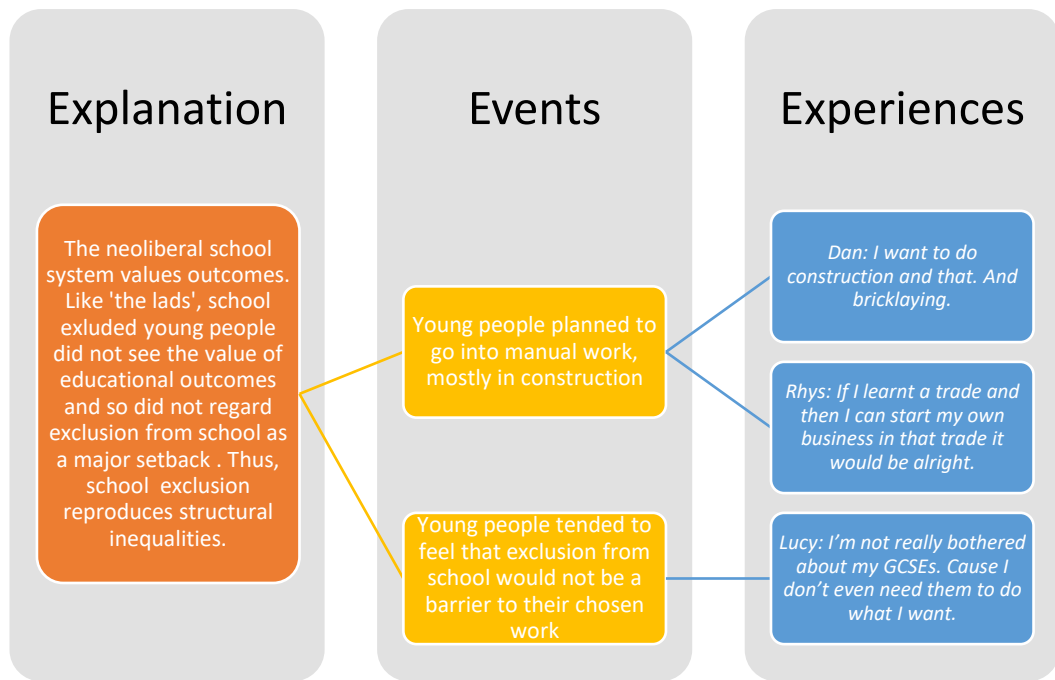 Explanation
The neoliberal school
system values outcomes.
Like 'the lads', school
exluded young people
did not see the value of
educational outcomes
and so did not regard
exclusion from school as
a major setback . Thus,
school exclusion
reproduces structural
inequalities.
Events
Young people planned to
go into manual work,
mostly in construction
Young people tended to
feel that exclusion from
school would not be a
barrier to their chosen
work
Experiences
Dan: I want to do
construction and that. And
bricklaying.
Rhys: If I learnt a trade and
then I can start my own
business in that trade it
would be alright.
Lucy: I’m not really bothered
about my GCSEs. Cause I
don’t even need them to do
what I want.